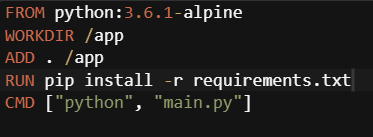 FROM python:3.6.1-alpine
WORKDIR /app
ADD . /app
RUN pip install -r requirements.txt
CMD ["python", "main.py"]